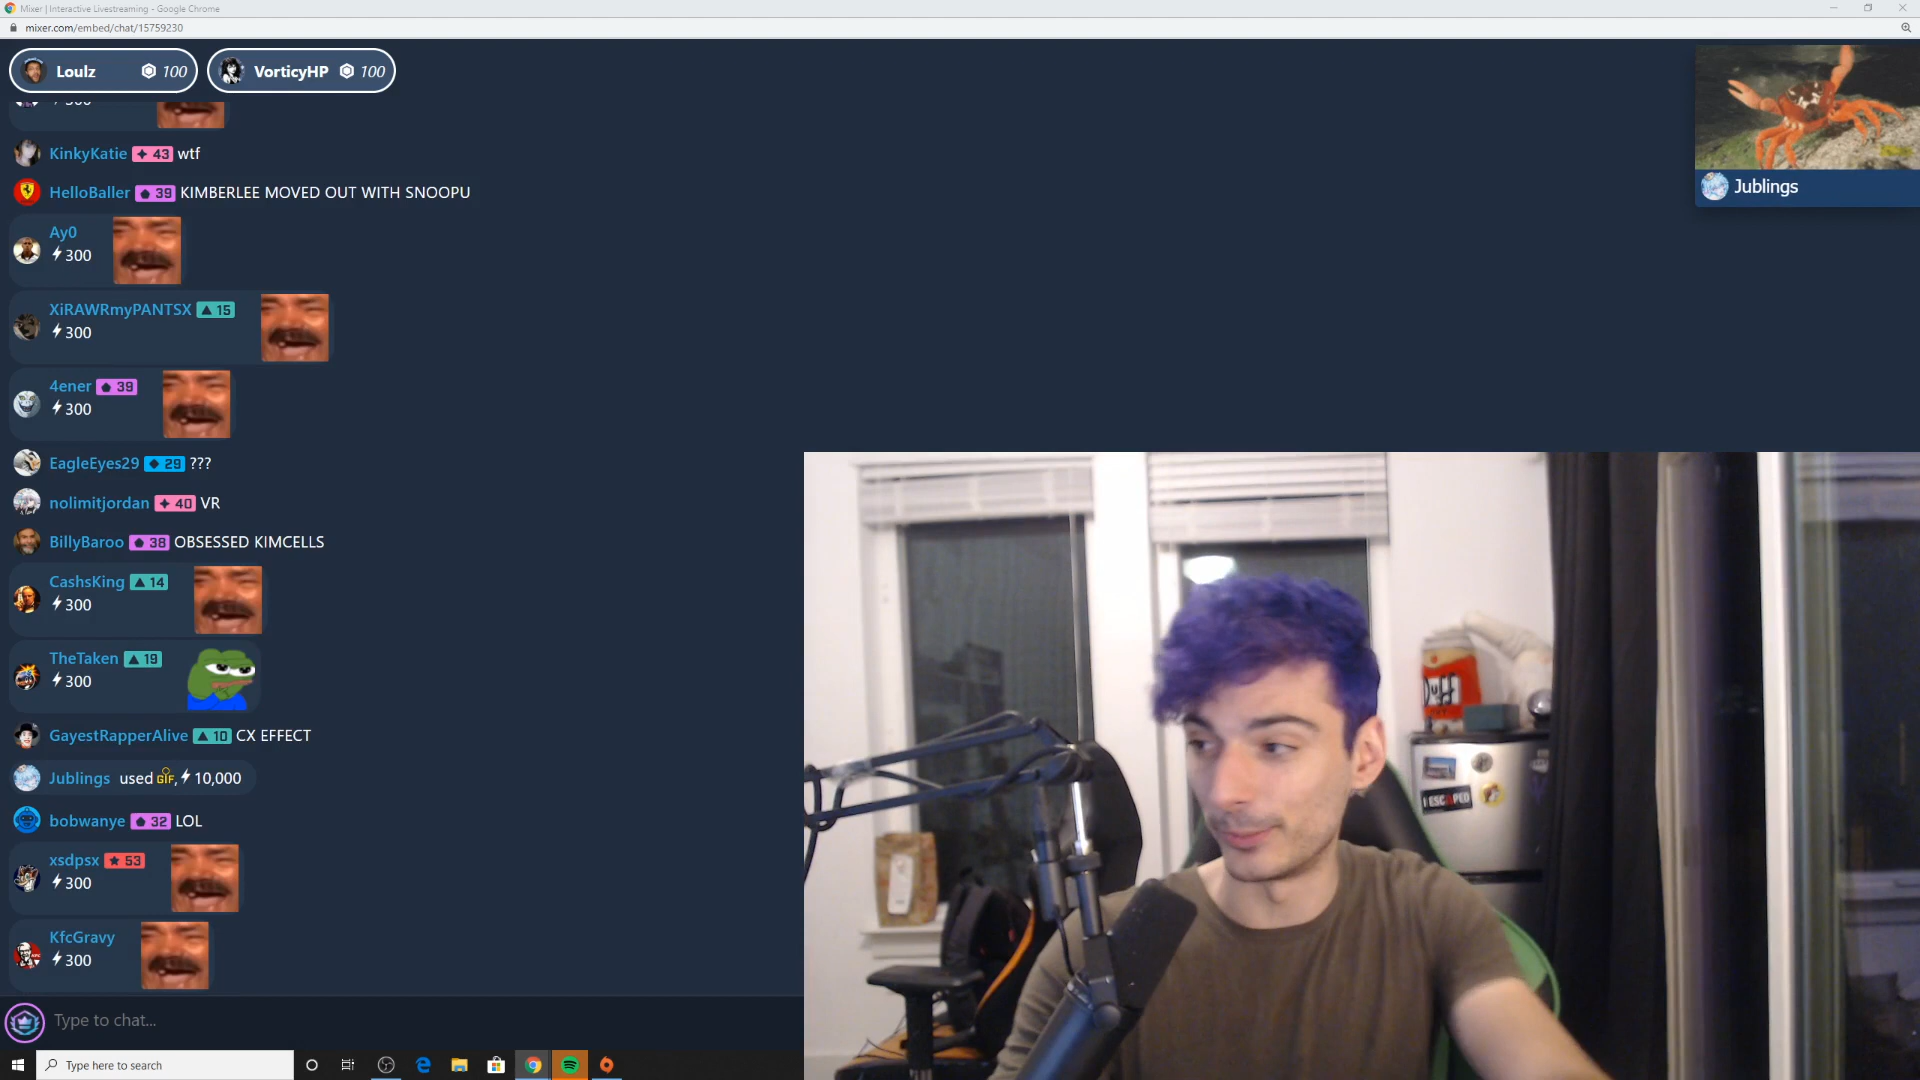 Mixer | Interactive Livestreaming - Google Chrome
mixer.com/embed/chat/15759230
Loulz 100 VorticyHP 100
KinkyKatie 43 wtf
HelloBaller 39 KIMBERLEE MOVED OUT WITH SNOOPU
Ay0
300
XiRAWRmyPANTSX 15
300
4ener 39
300
EagleEyes29 29 ???
nolimitjordan 40 VR
BillyBaroo 38 OBSESSED KIMCELLS
CashsKing 14
300
TheTaken 19
300
GayestRapperAlive 10 CX EFFECT
Jublings used GIF, 10,000
bobwanye 32 LOL
xsdpsx 53
300
KfcGravy
300
Type to chat...
Type here to search
Jublings
Duff
I ESCAPED